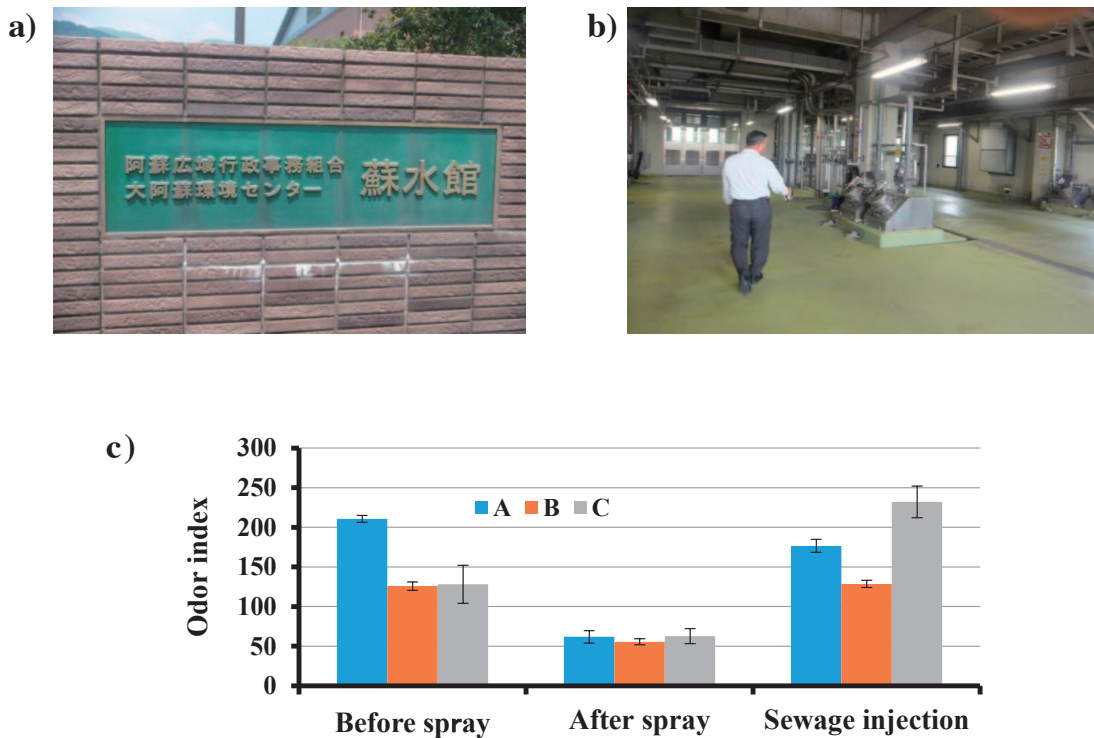 a)
阿蘇広域行政事務組合
大阿蘇環境センター
蘇水館
b)
c)
300
250
200
150
100
50
0
Odor index
A B C
Before spray
After spray
Sewage injection